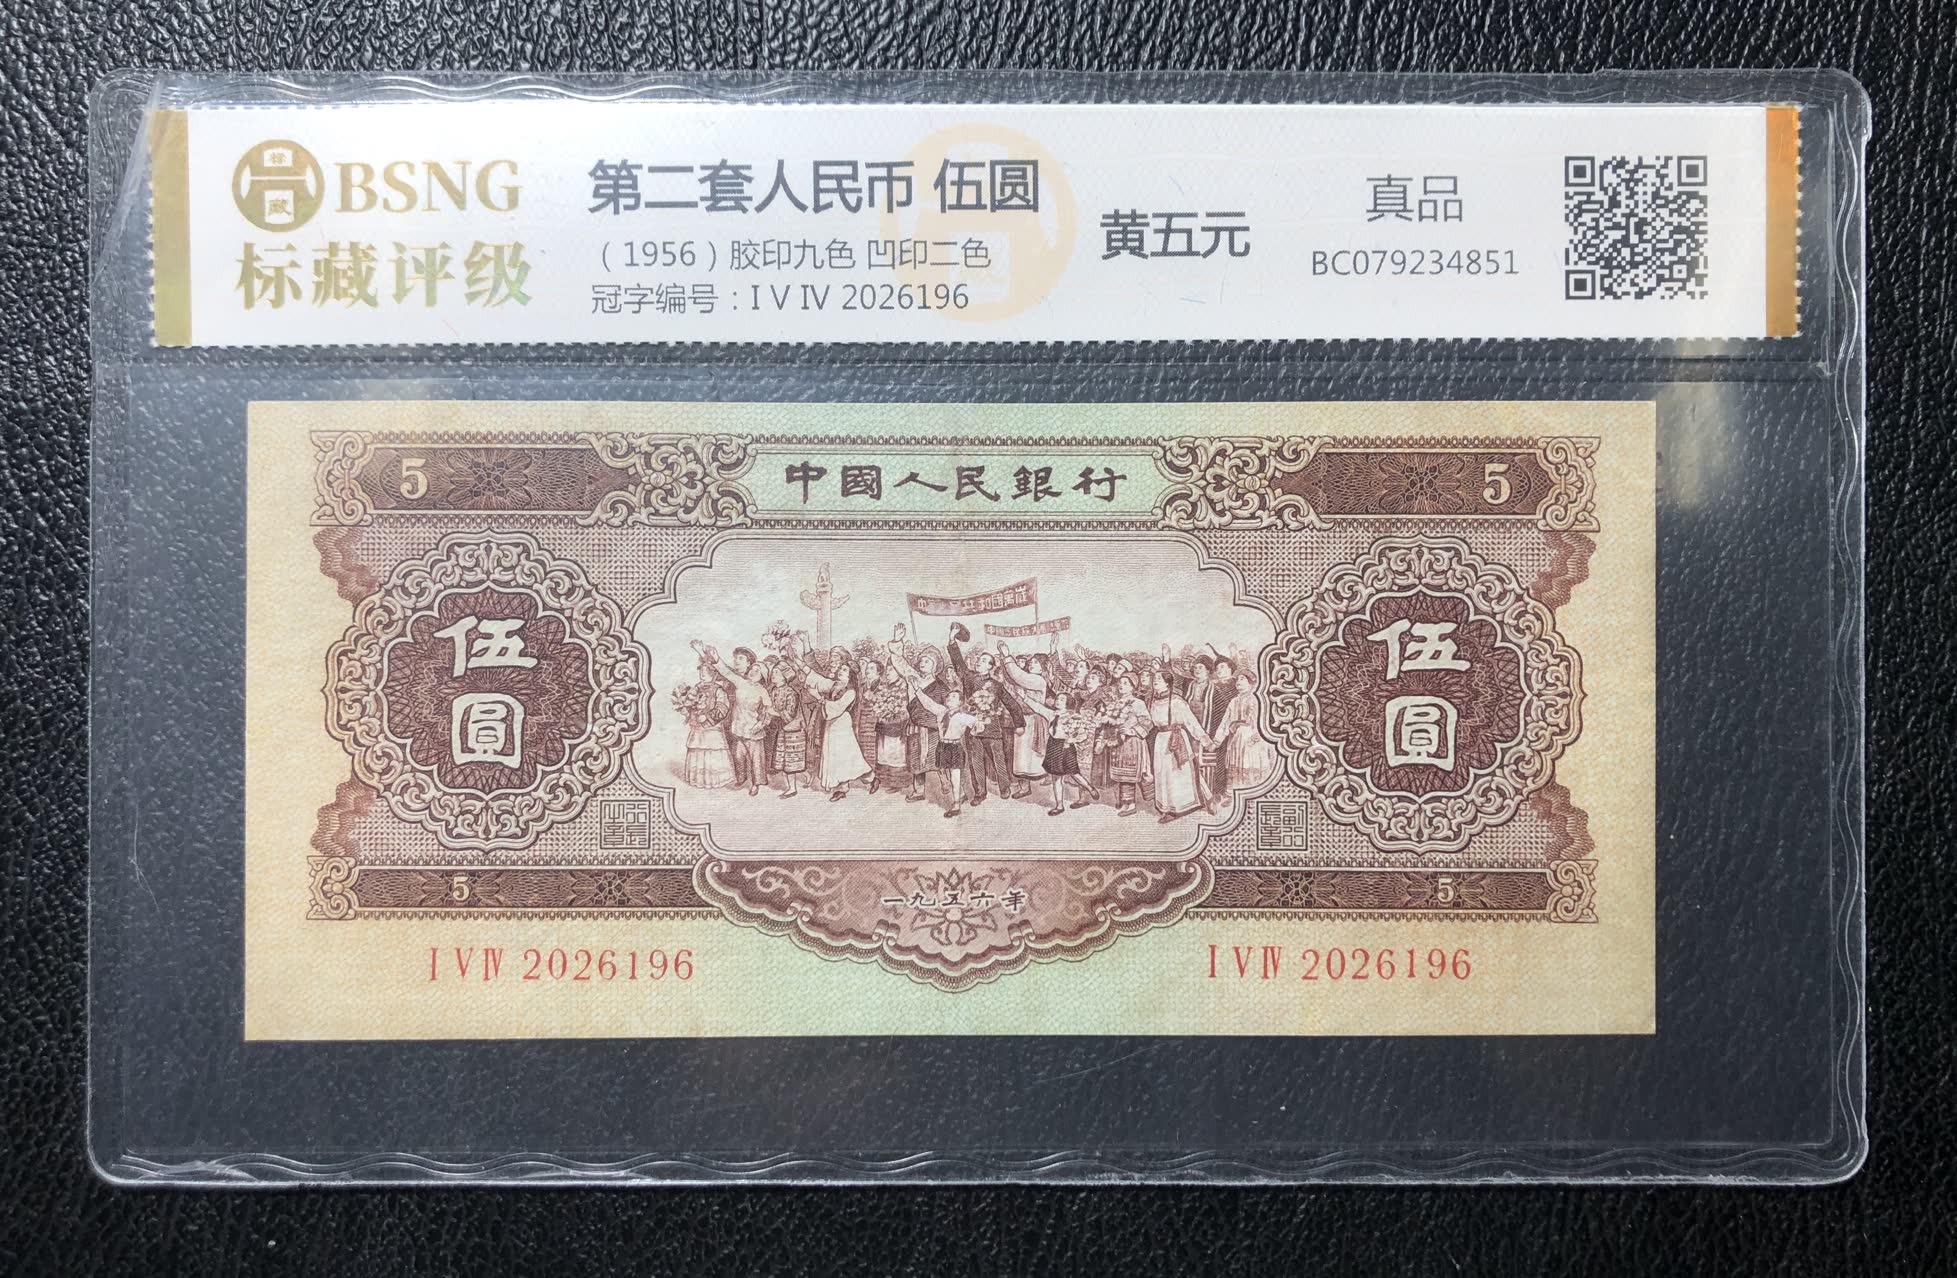 标藏
BSNG
标藏评级
第二套人民币 伍圆
（1956）胶印九色 凹印二色
冠字编号：I V IV 2026196
黄五元
真品
BC079234851
5
中國人民銀行
5
伍圓
伍圓
5
一九五六年
5
I V IV 2026196
I V IV 2026196